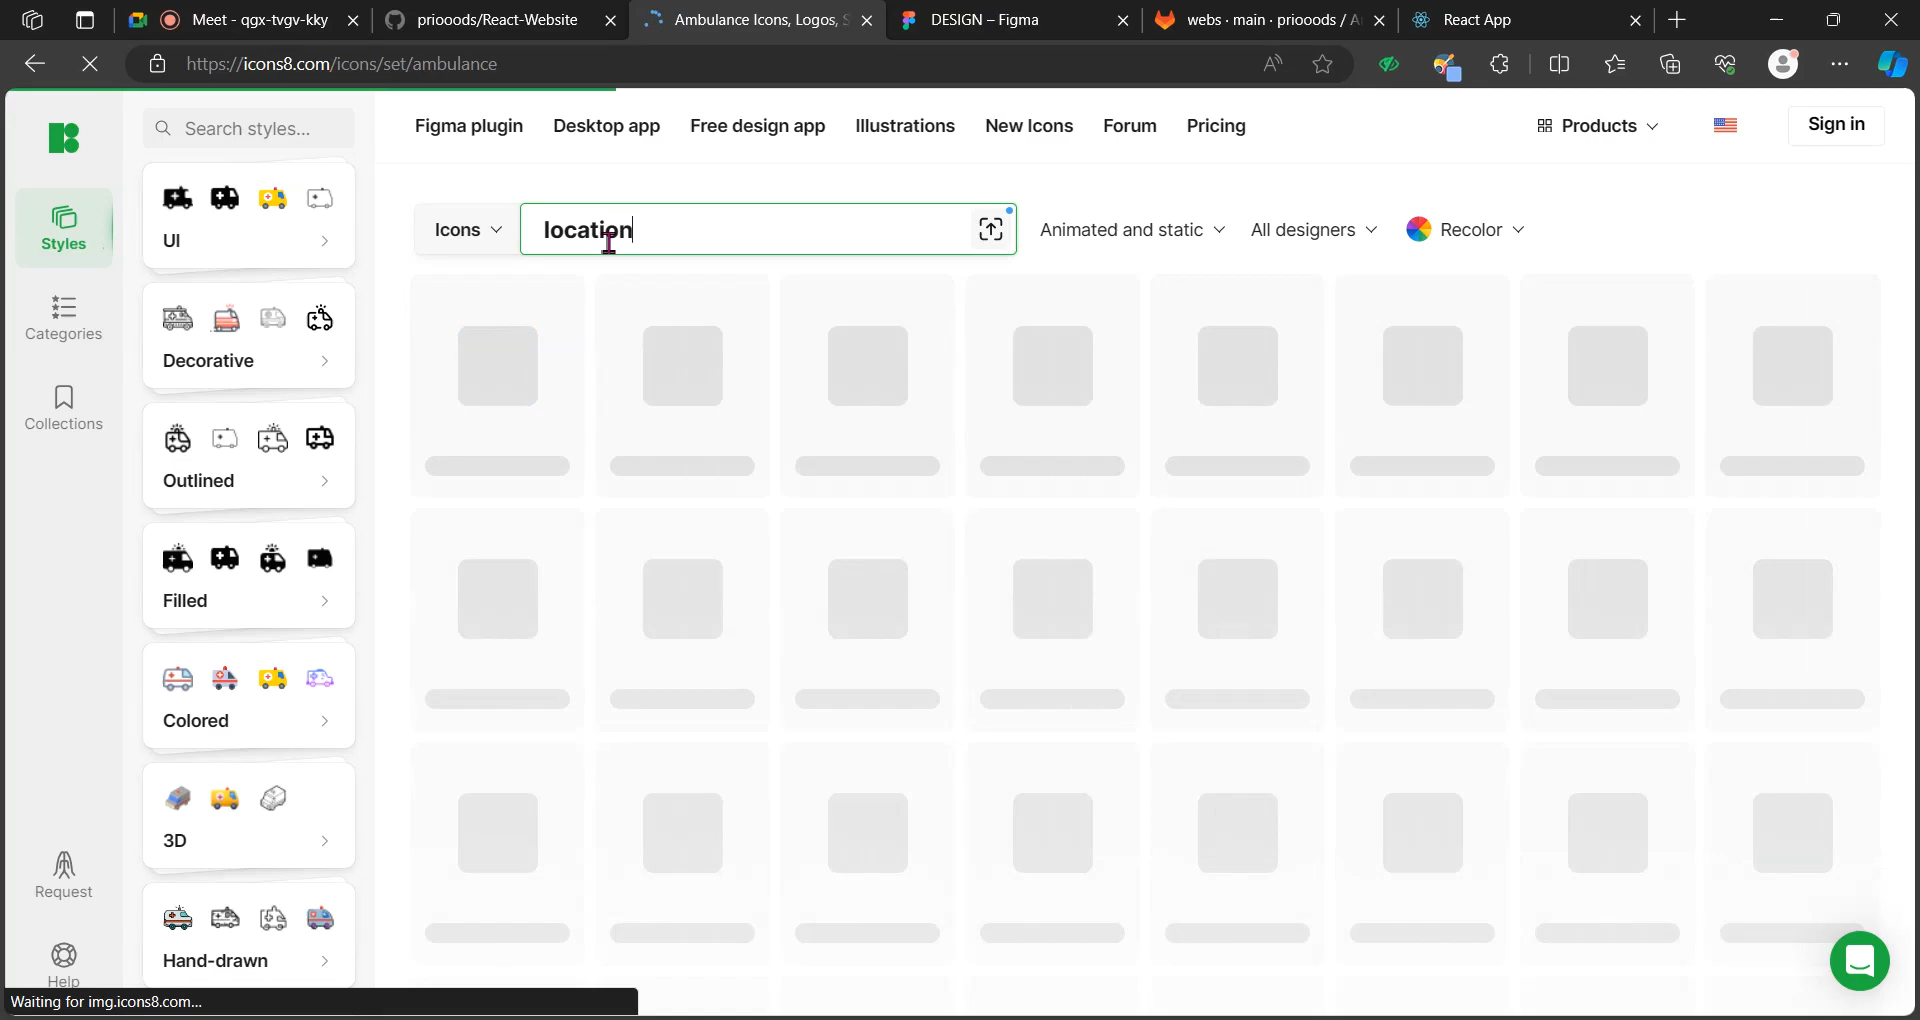 Meet - qgx-tvgv-kky
priooods/React-Website
Ambulance Icons, Logos, S
DESIGN – Figma
webs · main · priooods / A
React App
https://icons8.com/icons/set/ambulance
Search styles...
Figma plugin
Desktop app
Free design app
Illustrations
New Icons
Forum
Pricing
Products
Sign in
Styles
Categories
Collections
Request
Help
UI
Decorative
Outlined
Filled
Colored
3D
Hand-drawn
Icons
location
Animated and static
All designers
Recolor
Waiting for img.icons8.com...